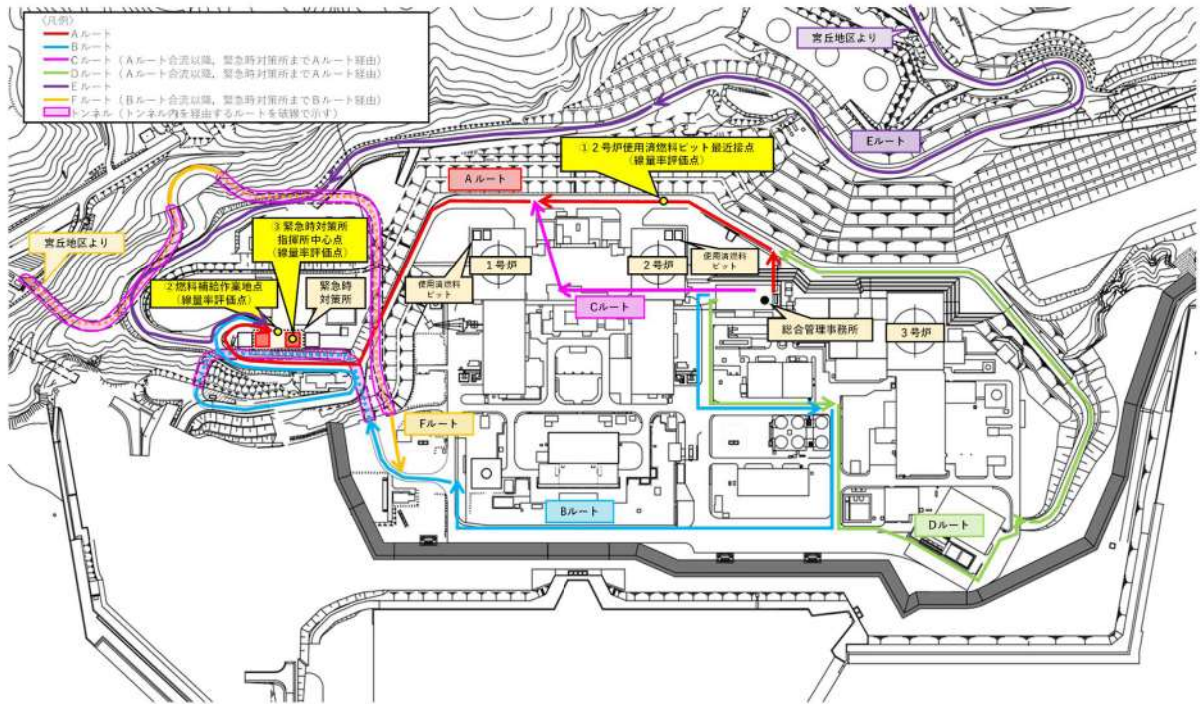 〈凡例〉
Aルート
Bルート
Cルート（Aルート合流以降，緊急時対策所までAルート経由）
Dルート（Aルート合流以降，緊急時対策所までAルート経由）
Eルート
Fルート（Bルート合流以降，緊急時対策所までBルート経由）
トンネル（トンネル内を経由するルートを破線で示す）
宮丘地区より
Eルート
①2号炉使用済燃料ピット最近接点
（線量率評価点）
Aルート
③緊急時対策所
指揮所中心点
（線量率評価点）
宮丘地区より
②燃料補給作業地点
（線量率評価点）
緊急時
対策所
使用済燃料
ピット
1号炉
2号炉
使用済燃料
ピット
Cルート
総合管理事務所
3号炉
Fルート
Bルート
Dルート